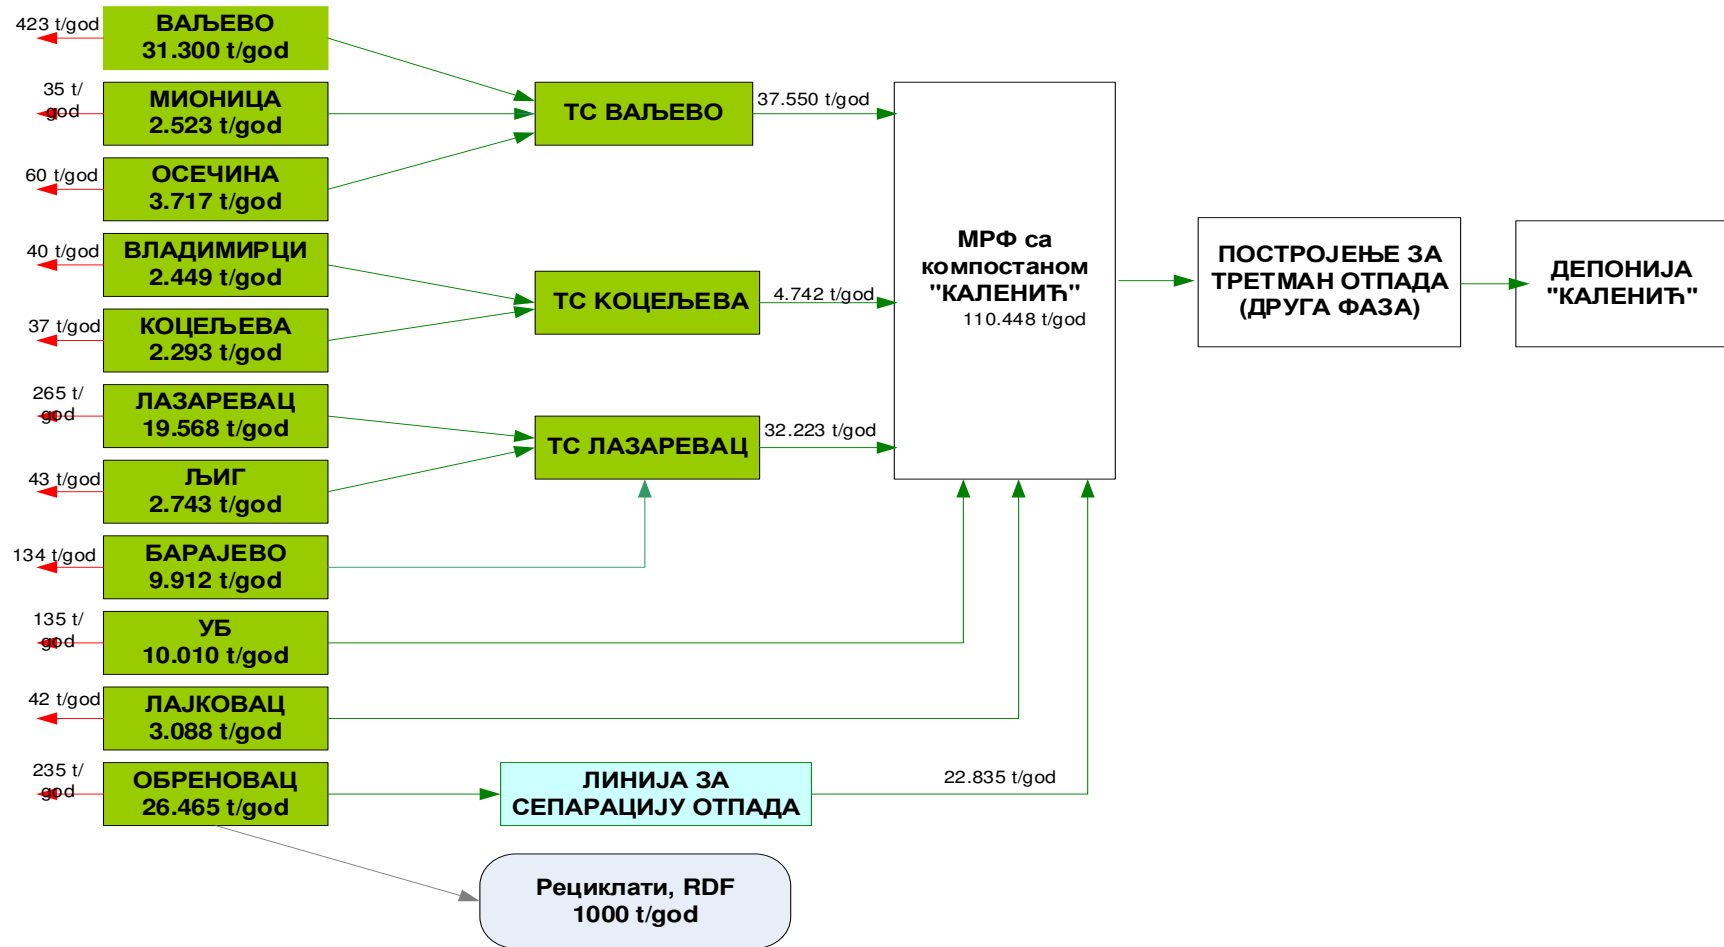 423 t/god
ВАЉЕВО
31.300 t/god
35 t/
god
МИОНИЦА
2.523 t/god
ТС ВАЉЕВО
37.550 t/god
60 t/god
ОСЕЧИНА
3.717 t/god
40 t/god
ВЛАДИМИРЦИ
2.449 t/god
ТС КОЦЕЉЕВА
4.742 t/god
37 t/god
КОЦЕЉЕВА
2.293 t/god
МРФ са
компостаном
"КАЛЕНИЋ"
110.448 t/god
ПОСТРОЈЕЊЕ ЗА
ТРЕТМАН ОТПАДА
(ДРУГА ФАЗА)
ДЕПОНИЈА
"КАЛЕНИЋ"
265 t/
god
ЛАЗАРЕВАЦ
19.568 t/god
ТС ЛАЗАРЕВАЦ
32.223 t/god
43 t/god
ЉИГ
2.743 t/god
134 t/god
БАРАЈЕВО
9.912 t/god
135 t/
god
УБ
10.010 t/god
42 t/god
ЛАЈКОВАЦ
3.088 t/god
235 t/
god
ОБРЕНОВАЦ
26.465 t/god
ЛИНИЈА ЗА
СЕПАРАЦИЈУ ОТПАДА
22.835 t/god
Рециклати, RDF
1000 t/god